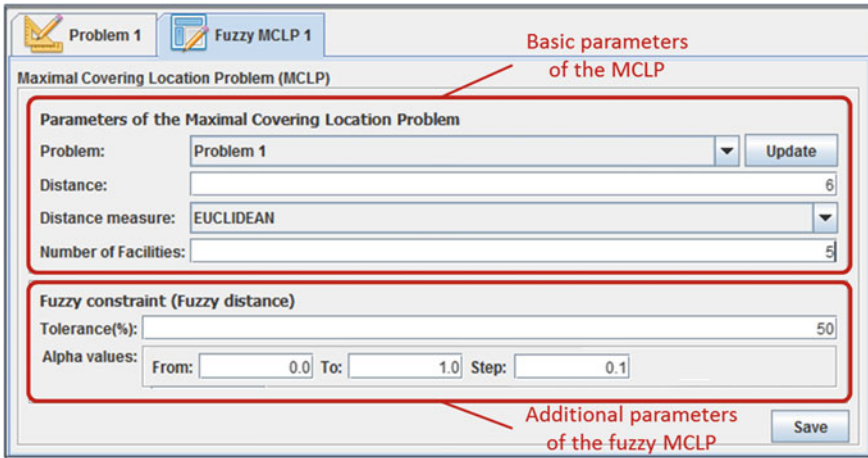 Problem 1
Fuzzy MCLP 1
Basic parameters
of the MCLP
Maximal Covering Location Problem (MCLP)
Parameters of the Maximal Covering Location Problem
Problem: Problem 1 Update
Distance: 6
Distance measure: EUCLIDEAN
Number of Facilities: 5
Fuzzy constraint (Fuzzy distance)
Tolerance(%): 50
Alpha values: From: 0.0 To: 1.0 Step: 0.1
Additional parameters
of the fuzzy MCLP
Save